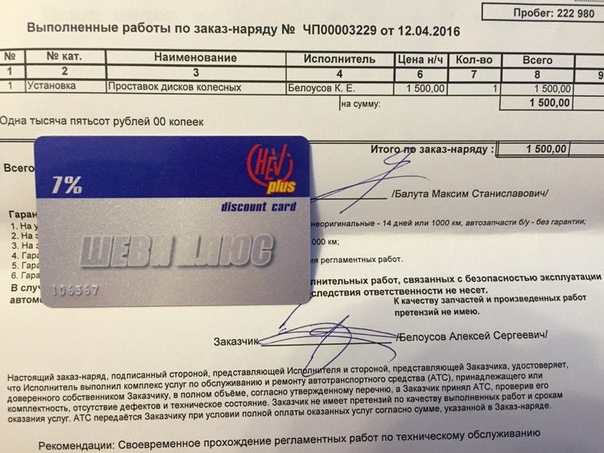 Пробег: 222 980
Выполненные работы по заказ-наряду № ЧП00003229 от 12.04.2016
№ № кат. Наименование Исполнитель Цена н/ч Кол-во Всего
1 2 3 4 6 7 8 9
1 Установка Проставок дисков колесных Белоусов К. Е. 1 500,00 1 1 500,00
на сумму: 1 500,00
Одна тысяча пятьсот рублей 00 копеек
Итого по заказ-наряду : 1 500,00
Всего
/Балута Максим Станиславович/
7%
HEVI
plus
discount card
ШЕВИ ПЛЮС
106567
Гаран
1. На у
2. На
3. на э
4. Гара
5. Гара
6. Гара
неоригинальные - 14 дней или 1000 км, автозапчасти б/у - без гарантии;
000 км;
я регламентных работ.
В случ
автомо
лнительных работ, связанных с безопасностью эксплуатации
следствия ответственности не несет.
К качеству запчастей и произведенных работ
претензий не имею.
Заказчик /Белоусов Алексей Сергеевич/
Настоящий заказ-наряд, подписанный стороной, представляющей Исполнителя и стороной, представляющей Заказчика, удостоверяет,
что Исполнитель выполнил комплекс услуг по обслуживанию и ремонту автотранспортного средства (АТС), принадлежащего или
доверенного собственником Заказчику, в полном объёме, согласно утвержденному перечню, а Заказчик принял АТС, проверив его
комплектность, отсутствие дефектов и техническое состояние. Заказчик не имеет претензий по качеству выполненных работ и срокам
оказания услуг. АТС передаётся Заказчику при условии полной оплаты оказанных услуг согласно сумме, указанной в Заказ-наряде.
Рекомендации: Своевременное прохождение регламентных работ по техническому обслуживанию